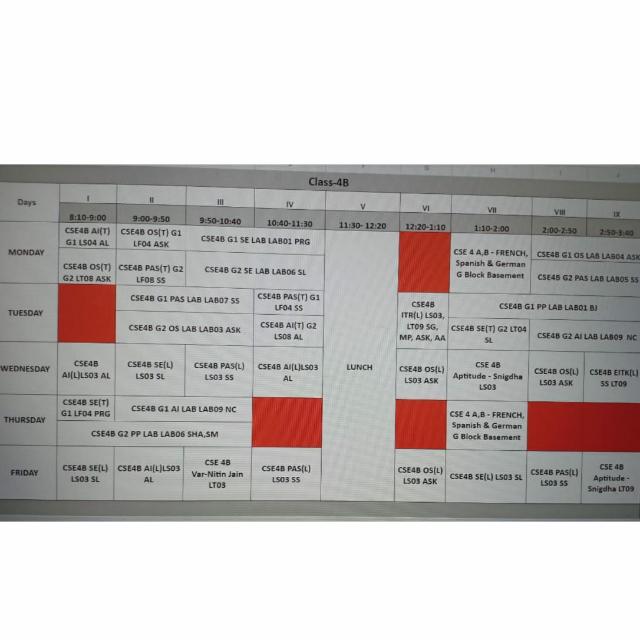 Class-4B
Days I II III IV V VI VII VIII IX
8:10-9:00 9:00-9:50 9:50-10:40 10:40-11:30 11:30- 12:20 12:20-1:10 1:10-2:00 2:00-2:50 2:50-3:40
MONDAY
CSE4B AI(T)
G1 LS04 AL
CSE4B OS(T) G1
LF04 ASK
CSE4B G1 SE LAB LAB01 PRG
CSE 4 A,B - FRENCH,
Spanish & German
G Block Basement
CSE4B G1 OS LAB LAB04 ASK
CSE4B OS(T)
G2 LT08 ASK
CSE4B PAS(T) G2
LF08 SS
CSE4B G2 SE LAB LAB06 SL
CSE4B G2 PAS LAB LAB05 SS
TUESDAY
CSE4B G1 PAS LAB LAB07 SS
CSE4B PAS(T) G1
LF04 SS
CSE4B
ITR(L) LS03,
LT09 SG,
MP, ASK, AA
CSE4B G1 PP LAB LAB01 BJ
CSE4B G2 OS LAB LAB03 ASK
CSE4B AI(T) G2
LS08 AL
CSE4B SE(T) G2 LT04
SL
CSE4B G2 AI LAB LAB09 NC
WEDNESDAY
CSE4B
AI(L)LS03 AL
CSE4B SE(L)
LS03 SL
CSE4B PAS(L)
LS03 SS
CSE4B AI(L)LS03
AL
LUNCH
CSE4B OS(L)
LS03 ASK
CSE 4B
Aptitude - Snigdha
LS03
CSE4B OS(L)
LS03 ASK
CSE4B EITK(L)
SS LT09
THURSDAY
CSE4B SE(T)
G1 LF04 PRG
CSE4B G1 AI LAB LAB09 NC
CSE 4 A,B - FRENCH,
Spanish & German
G Block Basement
CSE4B G2 PP LAB LAB06 SHA,SM
FRIDAY
CSE4B SE(L)
LS03 SL
CSE4B AI(L)LS03
AL
CSE 4B
Var-Nitin Jain
LT03
CSE4B PAS(L)
LS03 SS
CSE4B OS(L)
LS03 ASK
CSE4B SE(L) LS03 SL
CSE4B PAS(L)
LS03 SS
CSE 4B
Aptitude -
Snigdha LT09